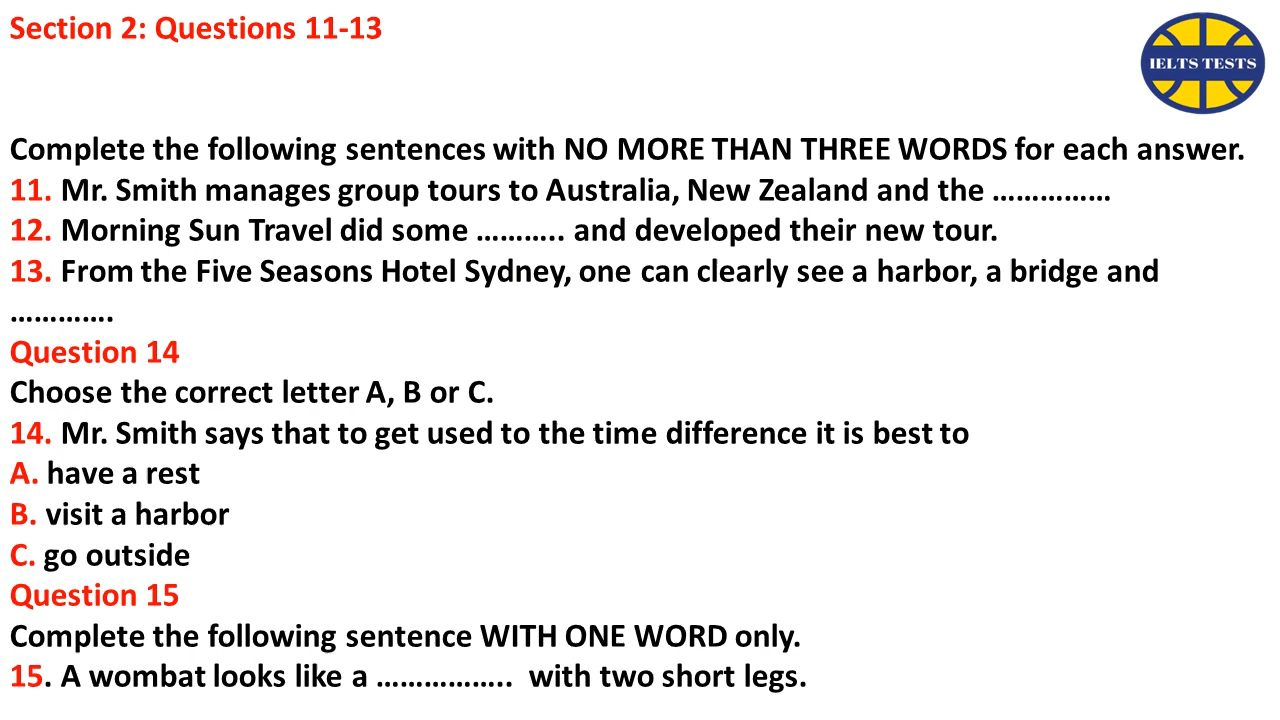 Section 2: Questions 11-13
IELTS TESTS
Complete the following sentences with NO MORE THAN THREE WORDS for each answer.
11. Mr. Smith manages group tours to Australia, New Zealand and the ……………
12. Morning Sun Travel did some ……….. and developed their new tour.
13. From the Five Seasons Hotel Sydney, one can clearly see a harbor, a bridge and
………….
Question 14
Choose the correct letter A, B or C.
14. Mr. Smith says that to get used to the time difference it is best to
A. have a rest
B. visit a harbor
C. go outside
Question 15
Complete the following sentence WITH ONE WORD only.
15. A wombat looks like a …………….. with two short legs.